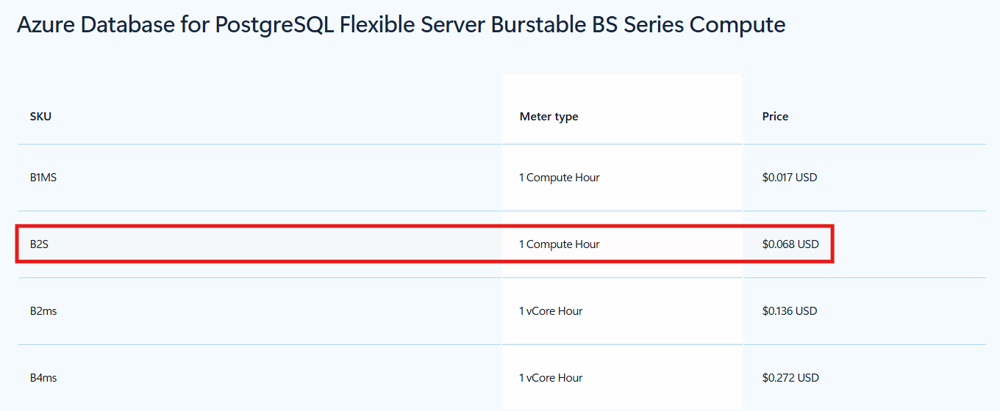 Azure Database for PostgreSQL Flexible Server Burstable BS Series Compute
SKU Meter type Price
B1MS 1 Compute Hour $0.017 USD
B2S 1 Compute Hour $0.068 USD
B2ms 1 vCore Hour $0.136 USD
B4ms 1 vCore Hour $0.272 USD